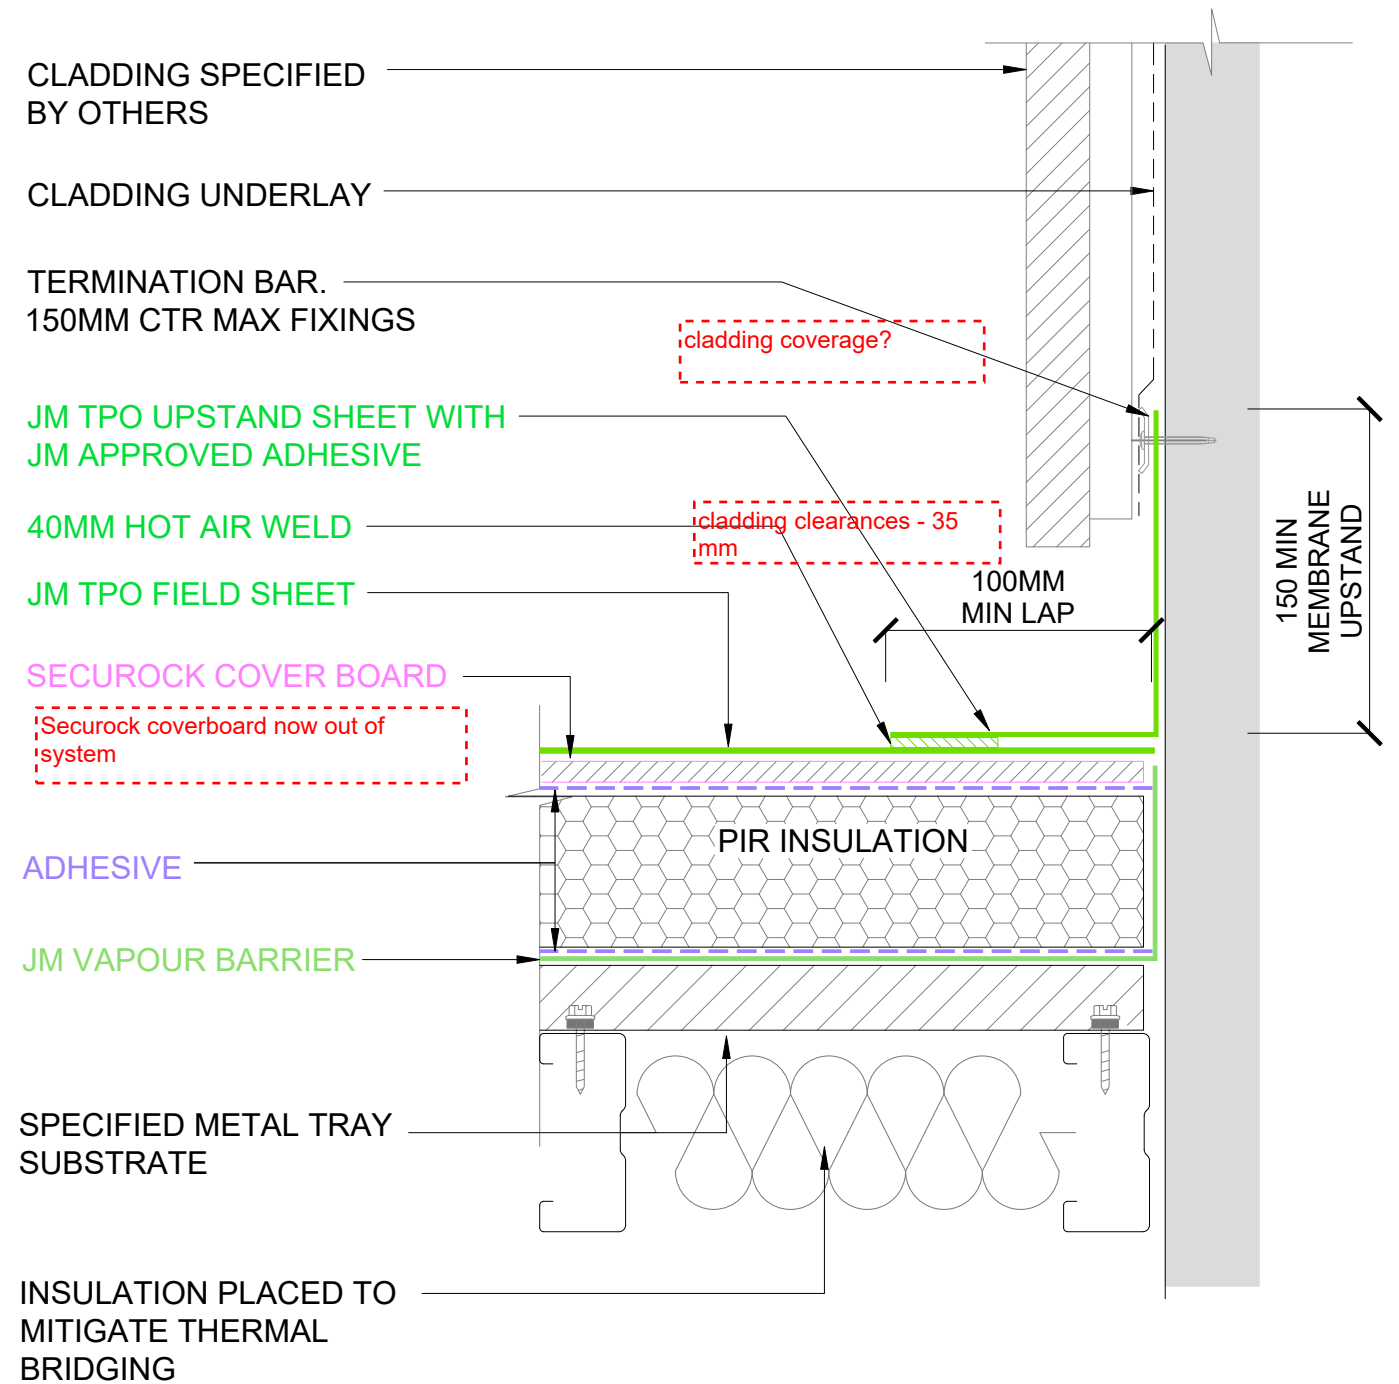 CLADDING SPECIFIED
BY OTHERS
CLADDING UNDERLAY
TERMINATION BAR.
150MM CTR MAX FIXINGS
cladding coverage?
JM TPO UPSTAND SHEET WITH
JM APPROVED ADHESIVE
40MM HOT AIR WELD
cladding clearances - 35
mm
JM TPO FIELD SHEET
100MM
MIN LAP
150 MIN
MEMBRANE
UPSTAND
SECUROCK COVER BOARD
Securock coverboard now out of
system
PIR INSULATION
ADHESIVE
JM VAPOUR BARRIER
SPECIFIED METAL TRAY
SUBSTRATE
INSULATION PLACED TO
MITIGATE THERMAL
BRIDGING